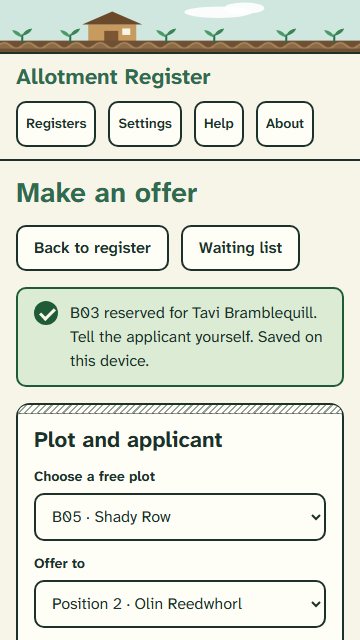 Allotment Register
Registers
Settings
Help
About
Make an offer
Back to register
Waiting list
B03 reserved for Tavi Bramblequill.
Tell the applicant yourself. Saved on
this device.
Plot and applicant
Choose a free plot
B05 · Shady Row
Offer to
Position 2 · Olin Reedwhorl